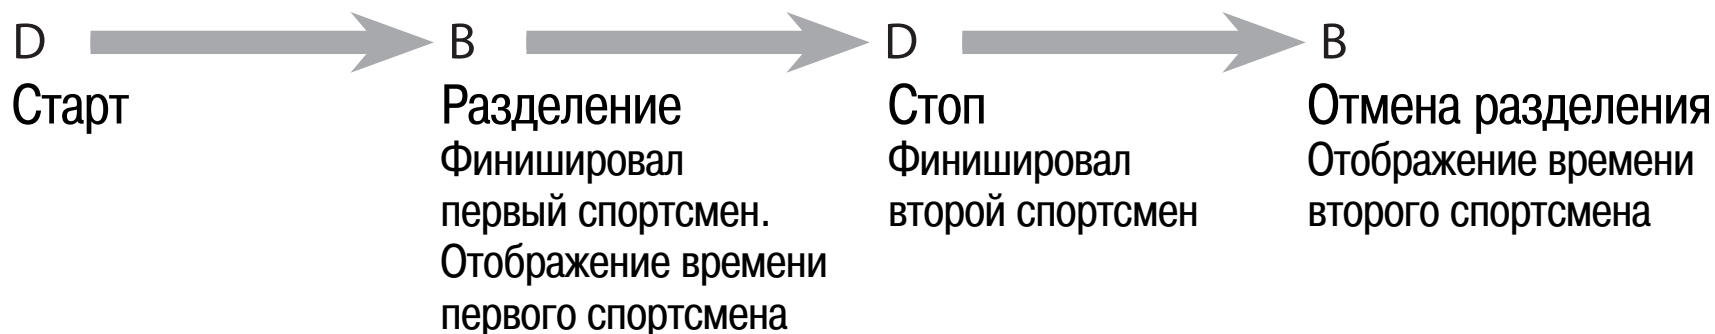 D B D B
Старт Разделение Стоп Отмена разделения
Финишировал Финишировал Отображение времени
первый спортсмен. второй спортсмен второго спортсмена
Отображение времени
первого спортсмена